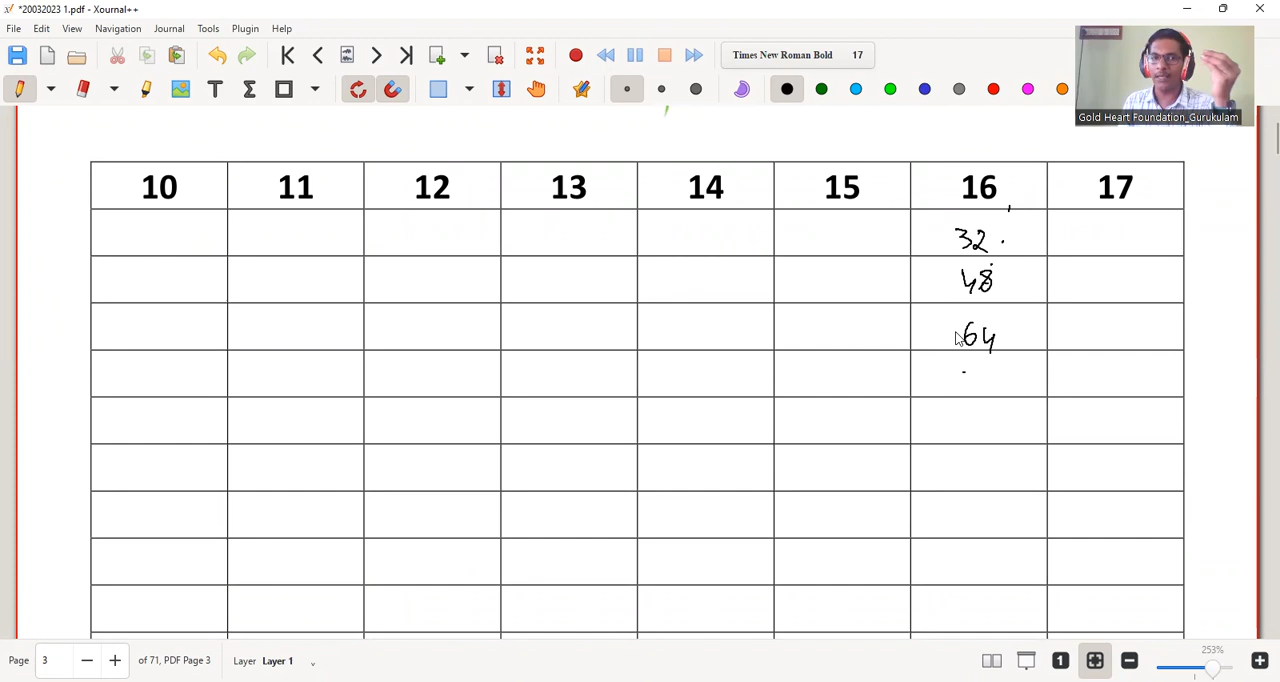 *20032023 1.pdf - Xournal++
File Edit View Navigation Journal Tools Plugin Help
Times New Roman Bold 17
Gold Heart Foundation_Gurukulam
10 11 12 13 14 15 16 17
32
48
64
Page 3 of 71, PDF Page 3 Layer Layer 1
1
253%